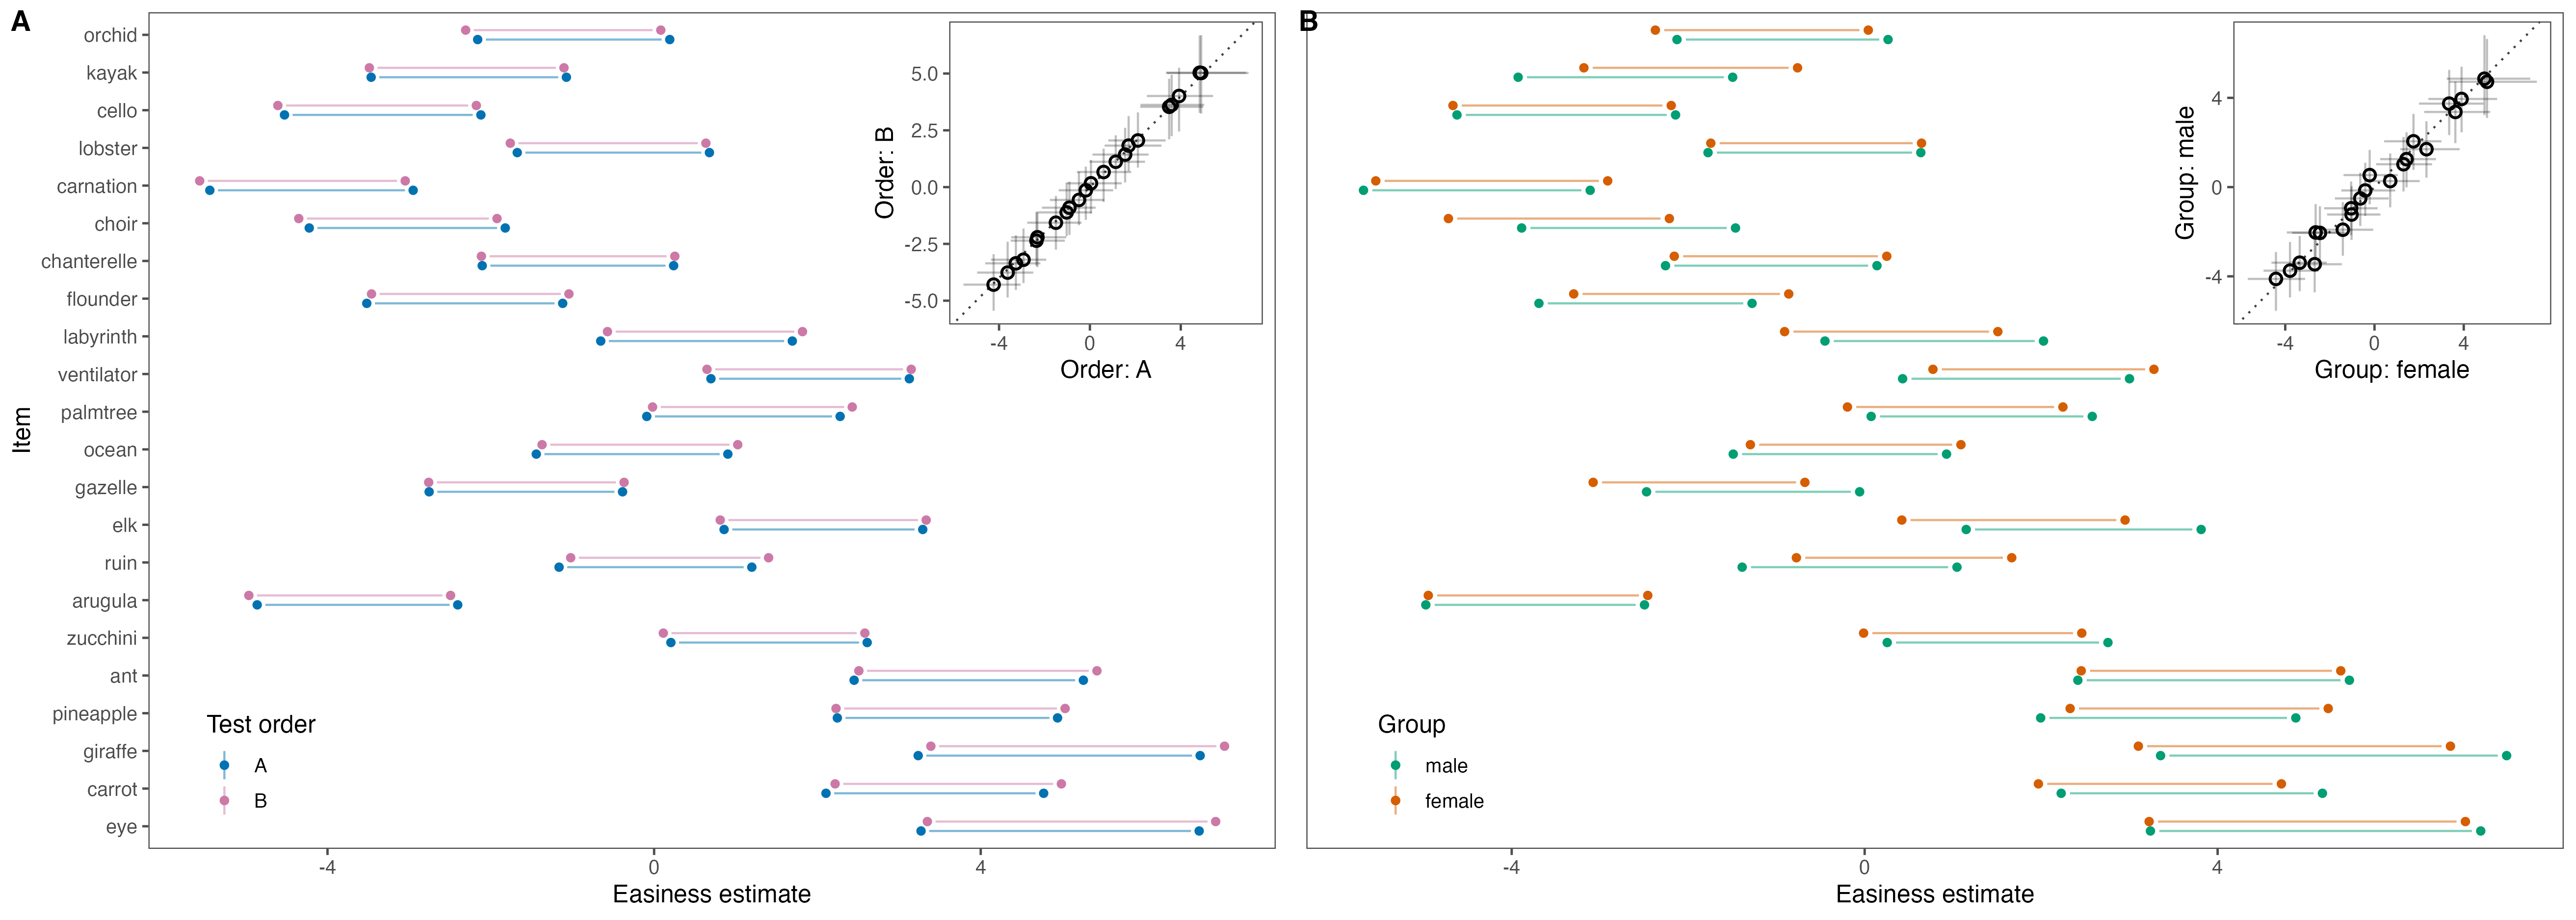 A
orchid
kayak
cello
lobster
carnation
choir
chanterelle
flounder
labyrinth
ventilator
palmtree
ocean
gazelle
elk
ruin
arugula
zucchini
ant
pineapple
giraffe
carrot
eye
Item
-4 0 4
Easiness estimate
Test order
A
B
5.0
2.5
0.0
-2.5
-5.0
Order: B
-4 0 4
Order: A
B
-4 0 4
Easiness estimate
Group
male
female
4
0
-4
Group: male
-4 0 4
Group: female